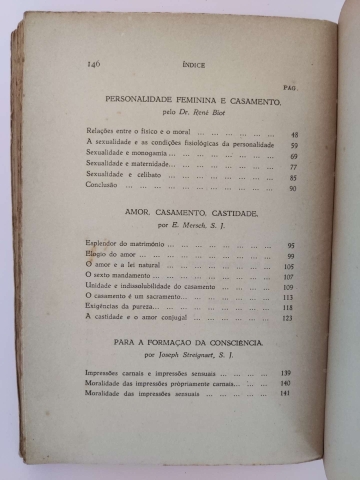 146 ÍNDICE
PÁG.
PERSONALIDADE FEMININA E CASAMENTO.
pelo Dr. René Biot
Relações entre o físico e o moral ... ... ... ... ... ... 48
A sexualidade e as condições fisiológicas da personalidade 59
Sexualidade e monogamia ... ... ... ... ... ... ... ... 69
Sexualidade e maternidade... ... ... ... ... ... ... ... 77
Sexualidade e celibato ... ... ... ... ... ... ... ... 85
Conclusão ... ... ... ... ... ... ... ... ... ... 90
AMOR, CASAMENTO, CASTIDADE.
por E. Mersch, S. J.
Esplendor do matrimónio ... ... ... ... ... ... ... 95
Elogio do amor ... ... ... ... ... ... ... ... ... 99
O amor e a lei natural ... ... ... ... ... ... ... ... 105
O sexto mandamento ... ... ... ... ... ... ... ... 107
Unidade e indissolubilidade do casamento ... ... ... ... 109
O casamento é um sacramento... ... ... ... ... ... 113
Exigências da pureza... ... ... ... ... ... ... ... 118
A castidade e o amor conjugal ... ... ... ... ... ... 123
PARA A FORMAÇAO DA CONSCIÊNCIA.
por Joseph Streignart, S. J.
Impressões carnais e impressões sensuais ... ... ... ... 139
Moralidade das impressões pròpriamente carnais... ... ... 140
Moralidade das impressões sensuais ... ... ... ... ... 141